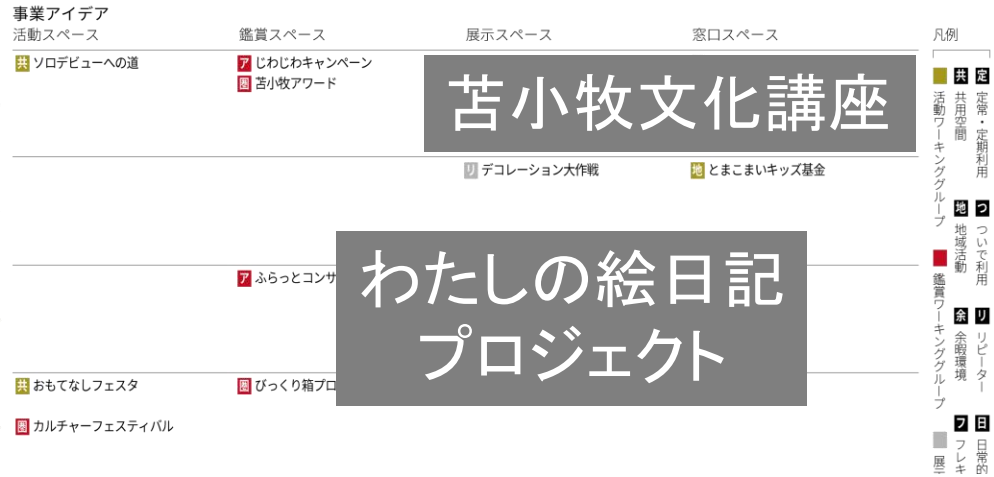 事業アイデア
活動スペース
鑑賞スペース
展示スペース
窓口スペース
凡例
共 ソロデビューへの道
ア じわじわキャンペーン
圏 苫小牧アワード
苫小牧文化講座
リ デコレーション大作戦
地 とまこまいキッズ基金
ア ふらっとコンサ
わたしの絵日記
プロジェクト
共 おもてなしフェスタ
圏 びっくり箱プロ
圏 カルチャーフェスティバル
定 定常・定期利用
つ ついで利用
リ リピーター
日 日常的
共 共用空間
地 地域活動
余 余暇環境
フ フレキ
活動ワーキンググループ
鑑賞ワーキンググループ
展示